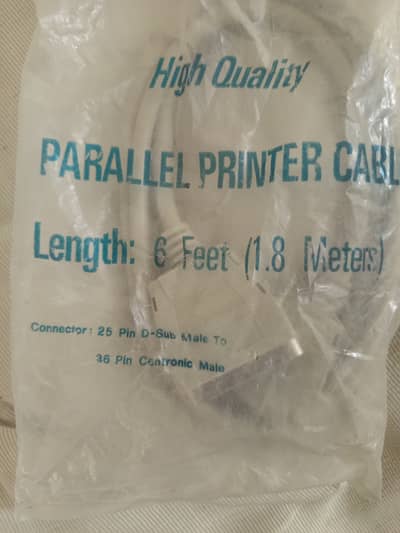 High Quality
PARALLEL PRINTER CABL
Length: 6 Feet (1.8 Meters)
Connector: 25 Pin D-Sub Male To
36 Pin Centronic Male